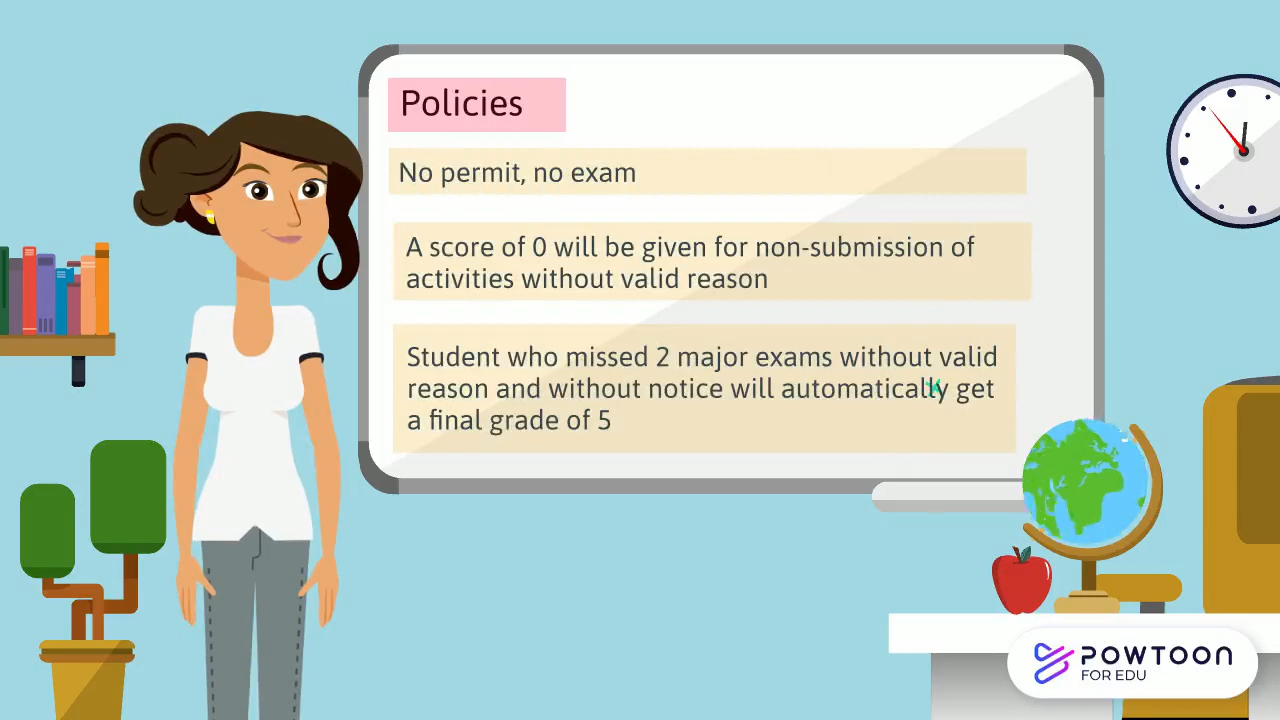 Policies
No permit, no exam
A score of 0 will be given for non-submission of
activities without valid reason
Student who missed 2 major exams without valid
reason and without notice will automatically get
a final grade of 5
POWTOON
FOR EDU